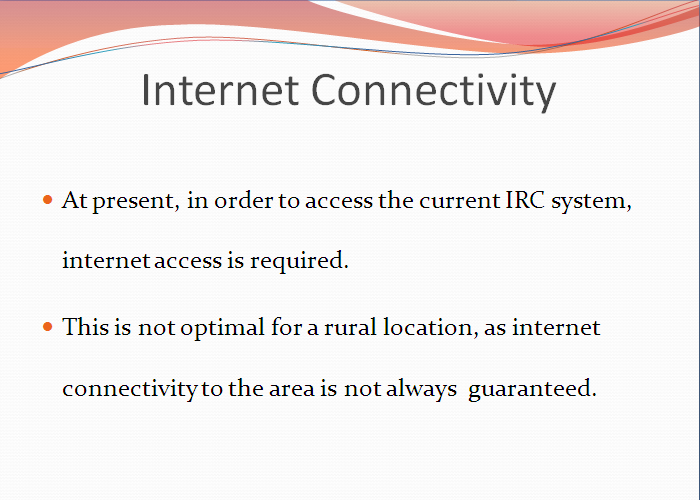 Internet Connectivity
At present, in order to access the current IRC system,
internet access is required.
This is not optimal for a rural location, as internet
connectivity to the area is not always  guaranteed.